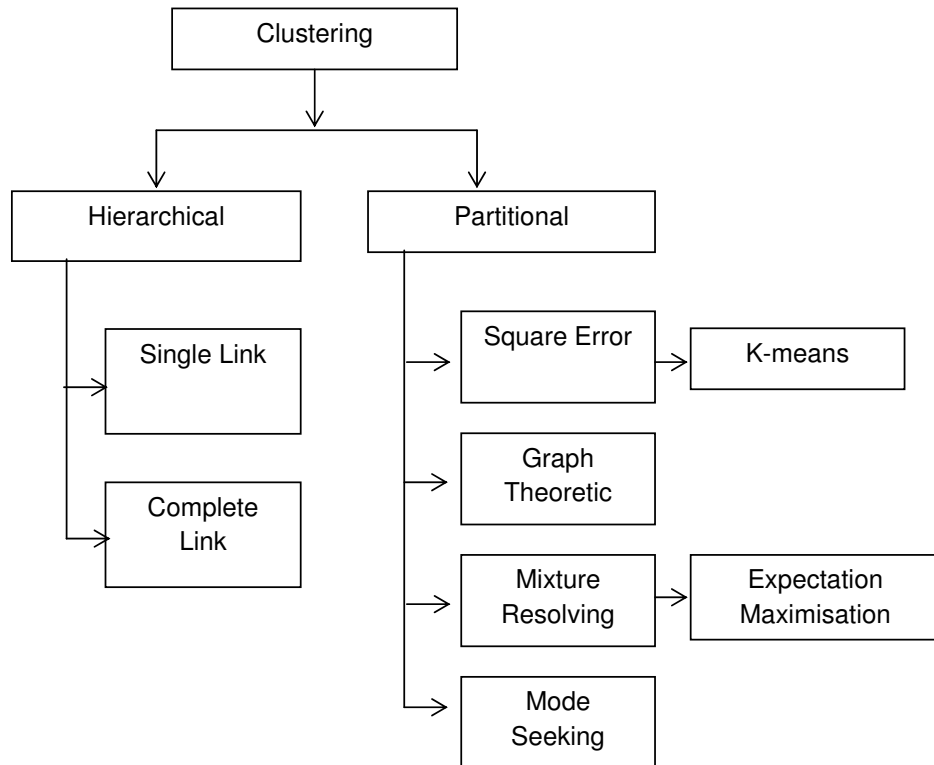 Clustering
Hierarchical
Partitional
Single Link
Square Error
K-means
Graph
Theoretic
Complete
Link
Mixture
Resolving
Expectation
Maximisation
Mode
Seeking